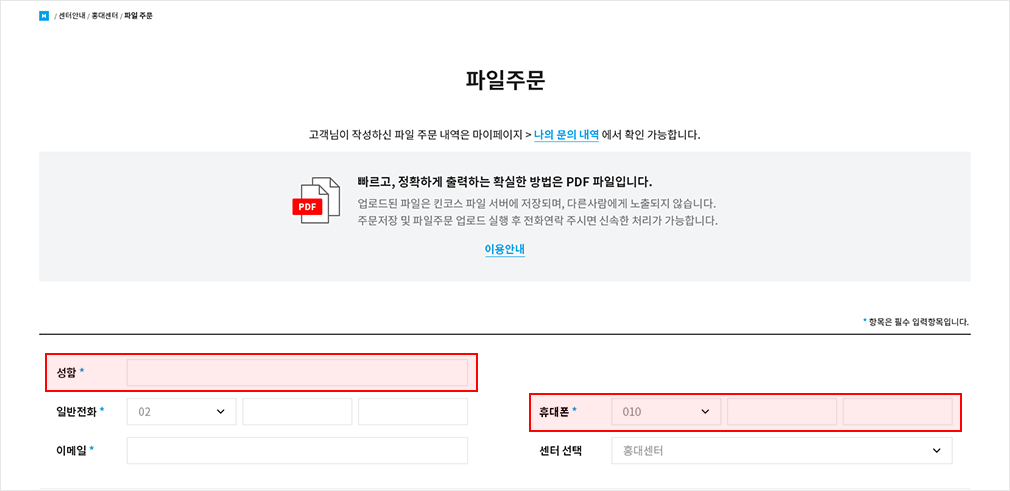 H / 센터안내 / 홍대센터 / 파일 주문
파일주문
고객님이 작성하신 파일 주문 내역은 마이페이지 > 나의 문의 내역 에서 확인 가능합니다.
PDF
빠르고, 정확하게 출력하는 확실한 방법은 PDF 파일입니다.
업로드된 파일은 킨코스 파일 서버에 저장되며, 다른사람에게 노출되지 않습니다.
주문저장 및 파일주문 업로드 실행 후 전화연락 주시면 신속한 처리가 가능합니다.
이용안내
* 항목은 필수 입력항목입니다.
성함 *
일반전화 * 02
휴대폰 * 010
이메일 *
센터 선택 홍대센터